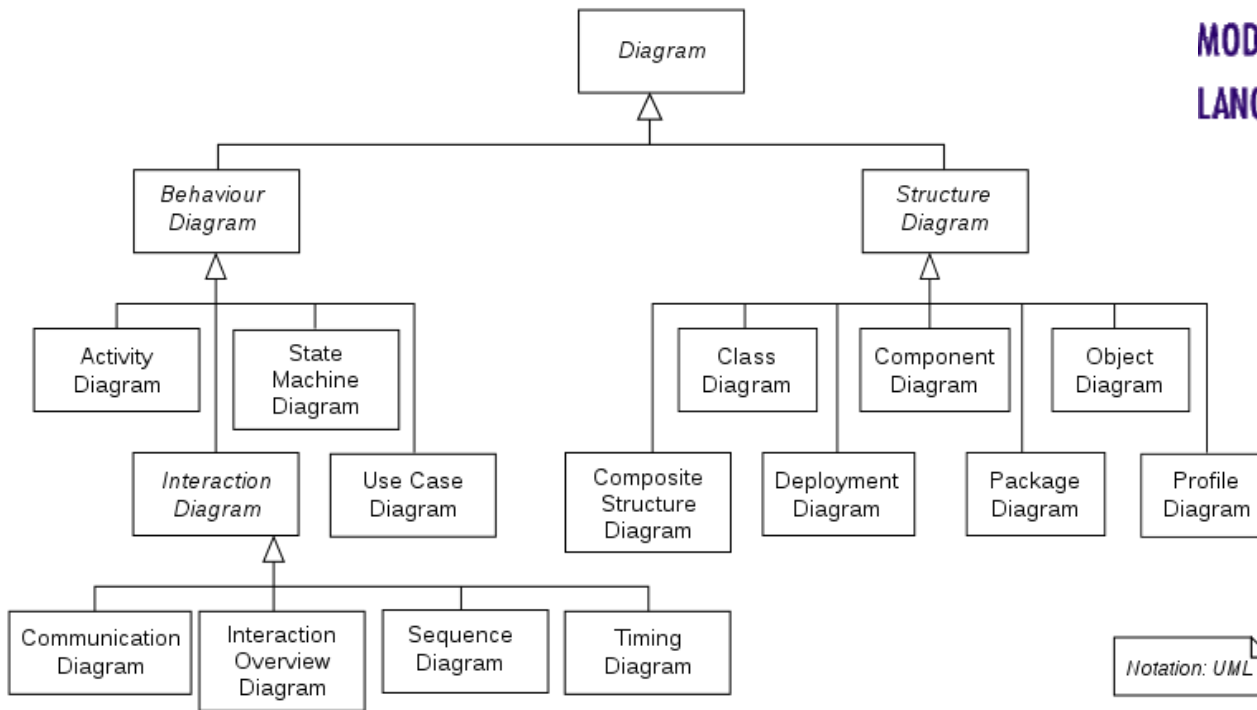 MOD
LANG
Diagram
Behaviour
Diagram
Structure
Diagram
Activity
Diagram
State
Machine
Diagram
Class
Diagram
Component
Diagram
Object
Diagram
Interaction
Diagram
Use Case
Diagram
Composite
Structure
Diagram
Deployment
Diagram
Package
Diagram
Profile
Diagram
Communication
Diagram
Interaction
Overview
Diagram
Sequence
Diagram
Timing
Diagram
Notation: UML